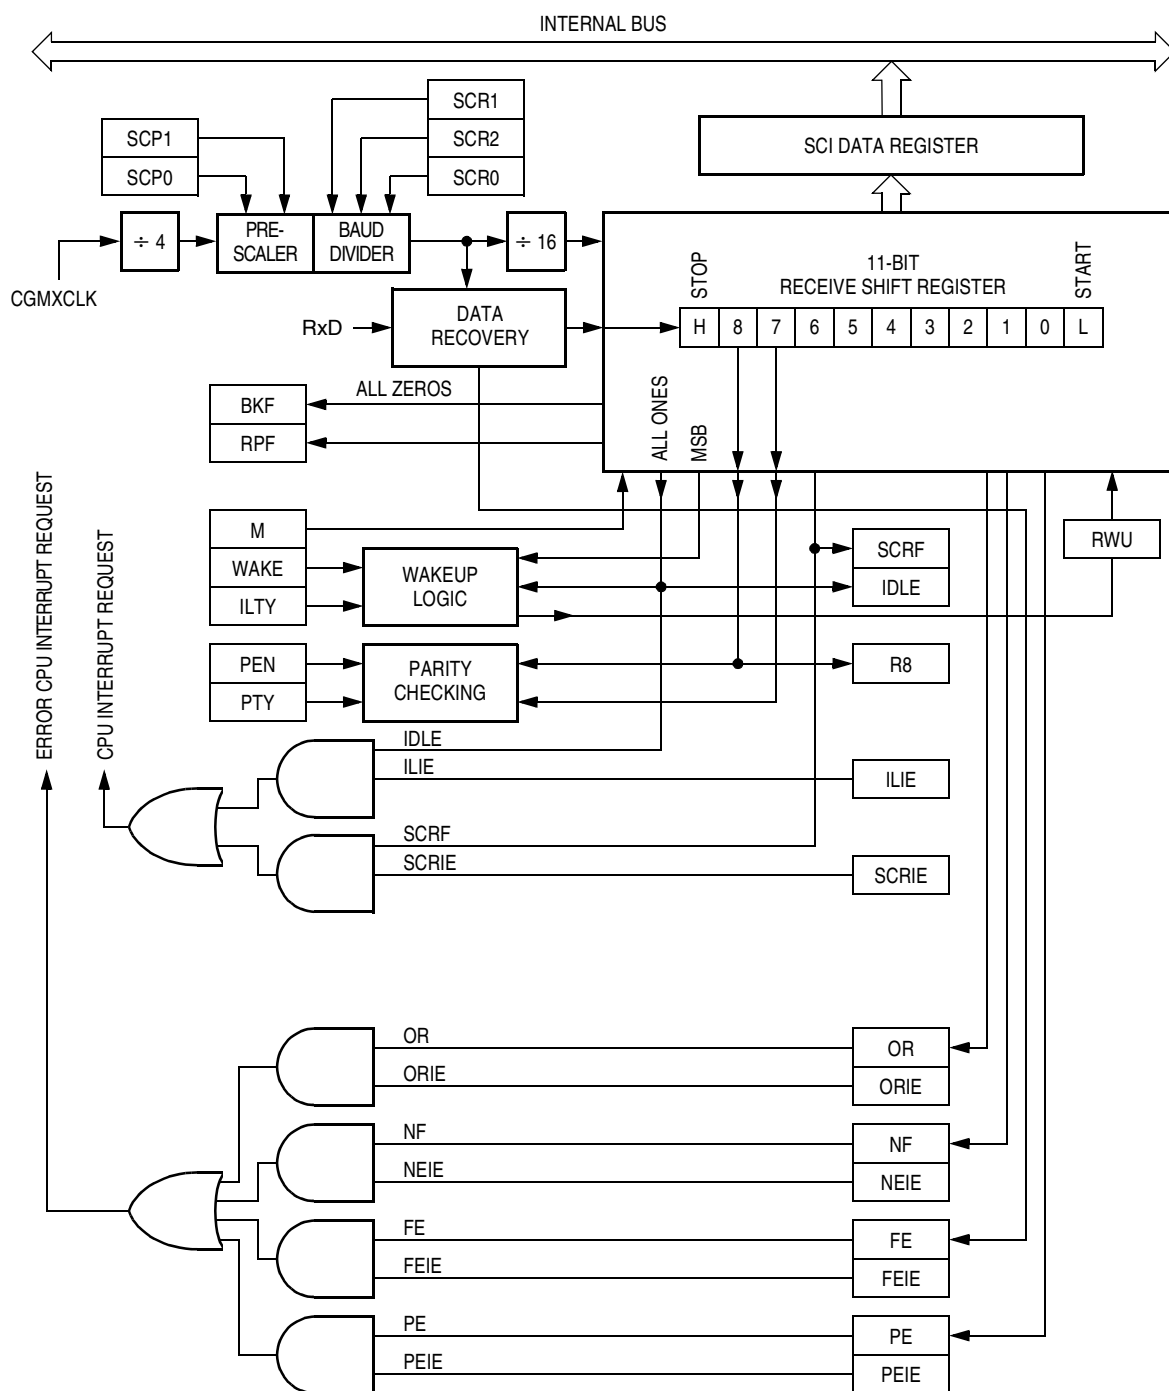 INTERNAL BUS
SCR1
SCR2
SCR0
SCP1
SCP0
SCI DATA REGISTER
÷ 4
PRE-
SCALER
BAUD
DIVIDER
÷ 16
CGMXCLK
STOP
11-BIT
RECEIVE SHIFT REGISTER
START
RxD
DATA
RECOVERY
H 8 7 6 5 4 3 2 1 0 L
ALL ZEROS
BKF
RPF
ALL ONES
MSB
M
WAKE
ILTY
WAKEUP
LOGIC
SCRF
IDLE
RWU
PEN
PTY
PARITY
CHECKING
R8
ERROR CPU INTERRUPT REQUEST
CPU INTERRUPT REQUEST
IDLE
ILIE
ILIE
SCRF
SCRIE
SCRIE
OR
ORIE
OR
ORIE
NF
NEIE
NF
NEIE
FE
FEIE
FE
FEIE
PE
PEIE
PE
PEIE